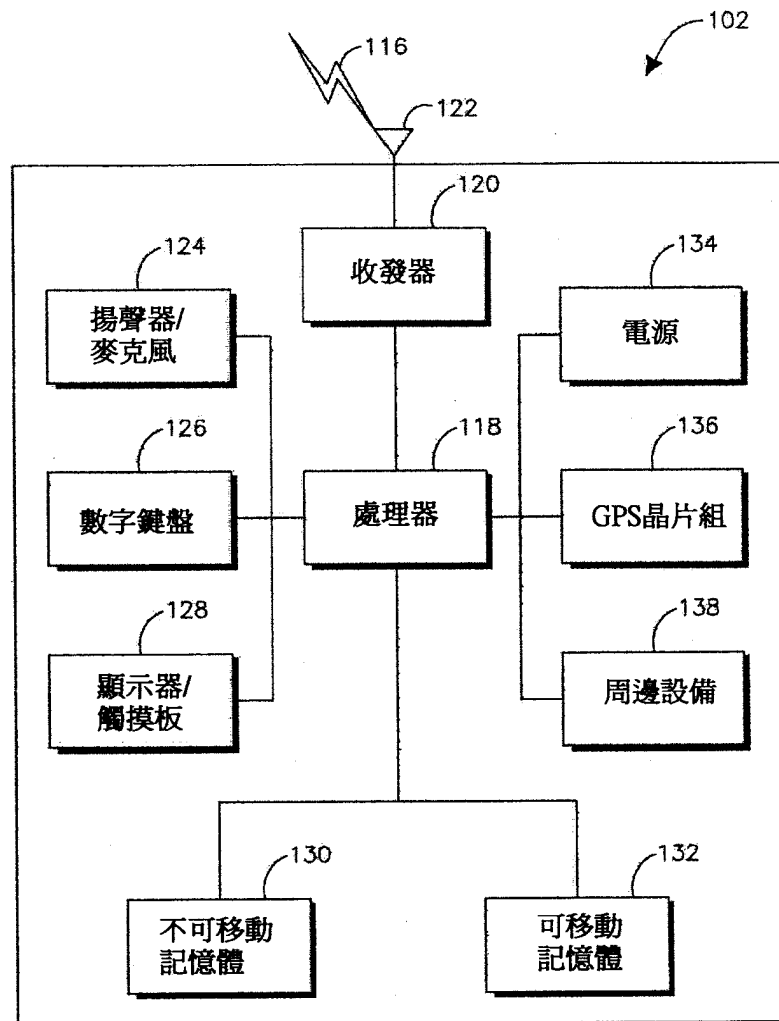 116
102
122
120
收發器
124
揚聲器/
麥克風
134
電源
126
數字鍵盤
118
處理器
136
GPS晶片組
128
顯示器/
觸摸板
138
周邊設備
130
不可移動
記憶體
132
可移動
記憶體